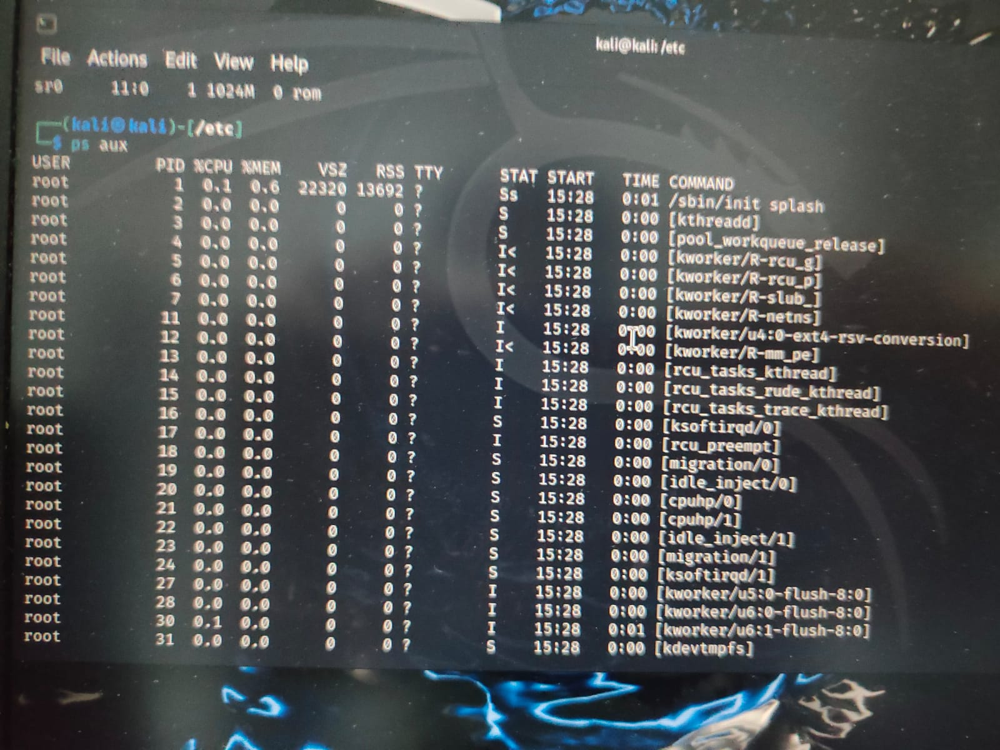 File Actions Edit View Help
kali@kali: /etc
sr0 11:0 1 1024M 0 rom
┌──(kali㉿kali)-[/etc]
└─$ ps aux
USER PID %CPU %MEM VSZ RSS TTY STAT START TIME COMMAND
root 1 0.1 0.6 22320 13692 ? Ss 15:28 0:01 /sbin/init splash
root 2 0.0 0.0 0 0 ? S 15:28 0:00 [kthreadd]
root 3 0.0 0.0 0 0 ? S 15:28 0:00 [pool_workqueue_release]
root 4 0.0 0.0 0 0 ? I< 15:28 0:00 [kworker/R-rcu_g]
root 5 0.0 0.0 0 0 ? I< 15:28 0:00 [kworker/R-rcu_p]
root 6 0.0 0.0 0 0 ? I< 15:28 0:00 [kworker/R-slub_]
root 7 0.0 0.0 0 0 ? I< 15:28 0:00 [kworker/R-netns]
root 11 0.0 0.0 0 0 ? I 15:28 0:00 [kworker/u4:0-ext4-rsv-conversion]
root 12 0.0 0.0 0 0 ? I< 15:28 0:00 [kworker/R-mm_pe]
root 13 0.0 0.0 0 0 ? I 15:28 0:00 [rcu_tasks_kthread]
root 14 0.0 0.0 0 0 ? I 15:28 0:00 [rcu_tasks_rude_kthread]
root 15 0.0 0.0 0 0 ? I 15:28 0:00 [rcu_tasks_trace_kthread]
root 16 0.0 0.0 0 0 ? S 15:28 0:00 [ksoftirqd/0]
root 17 0.0 0.0 0 0 ? I 15:28 0:00 [rcu_preempt]
root 18 0.0 0.0 0 0 ? S 15:28 0:00 [migration/0]
root 19 0.0 0.0 0 0 ? S 15:28 0:00 [idle_inject/0]
root 20 0.0 0.0 0 0 ? S 15:28 0:00 [cpuhp/0]
root 21 0.0 0.0 0 0 ? S 15:28 0:00 [cpuhp/1]
root 22 0.0 0.0 0 0 ? S 15:28 0:00 [idle_inject/1]
root 23 0.0 0.0 0 0 ? S 15:28 0:00 [migration/1]
root 24 0.0 0.0 0 0 ? S 15:28 0:00 [ksoftirqd/1]
root 27 0.0 0.0 0 0 ? I 15:28 0:00 [kworker/u5:0-flush-8:0]
root 28 0.0 0.0 0 0 ? I 15:28 0:00 [kworker/u6:0-flush-8:0]
root 30 0.1 0.0 0 0 ? I 15:28 0:01 [kworker/u6:1-flush-8:0]
root 31 0.0 0.0 0 0 ? S 15:28 0:00 [kdevtmpfs]